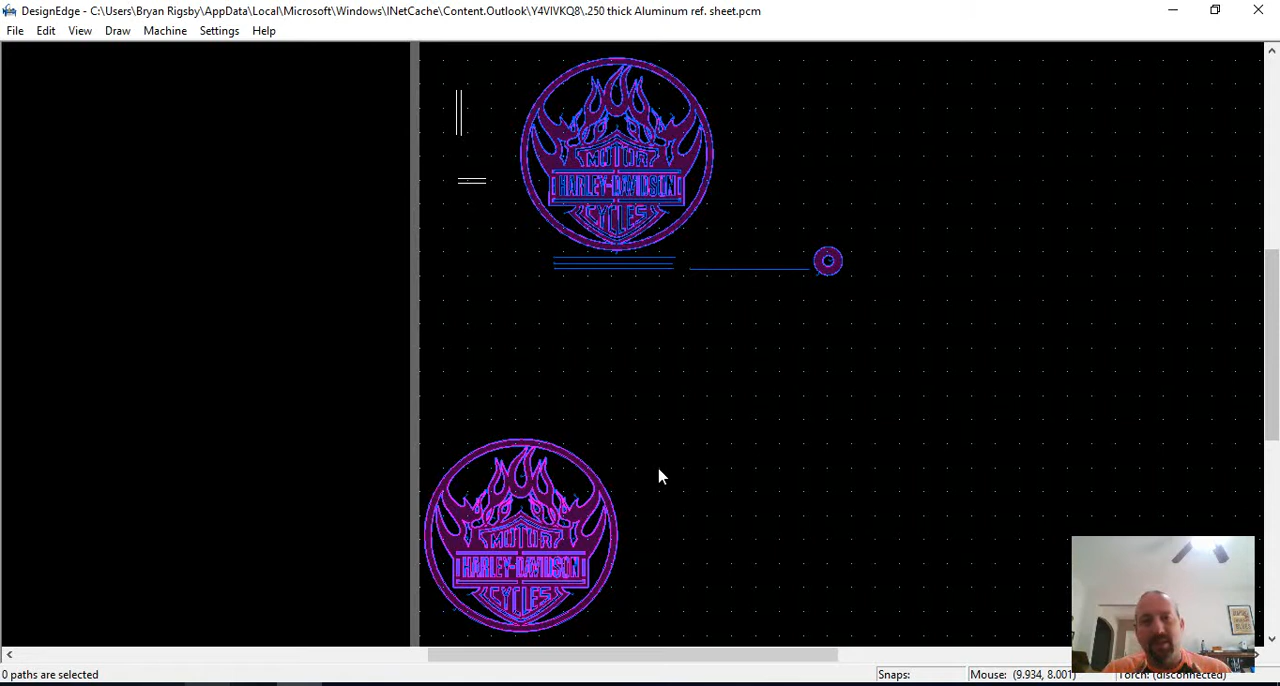 DesignEdge - C:\Users\Bryan Rigsby\AppData\Local\Microsoft\Windows\INetCache\Content.Outlook\Y4VIVKQ8\.250 thick Aluminum ref. sheet.pcm
File Edit View Draw Machine Settings Help
MOTOR
HARLEY-DAVIDSON
CYCLES
MOTOR
HARLEY-DAVIDSON
CYCLES
0 paths are selected Snaps: Mouse: (9.934, 8.001) Torch: (disconnected)